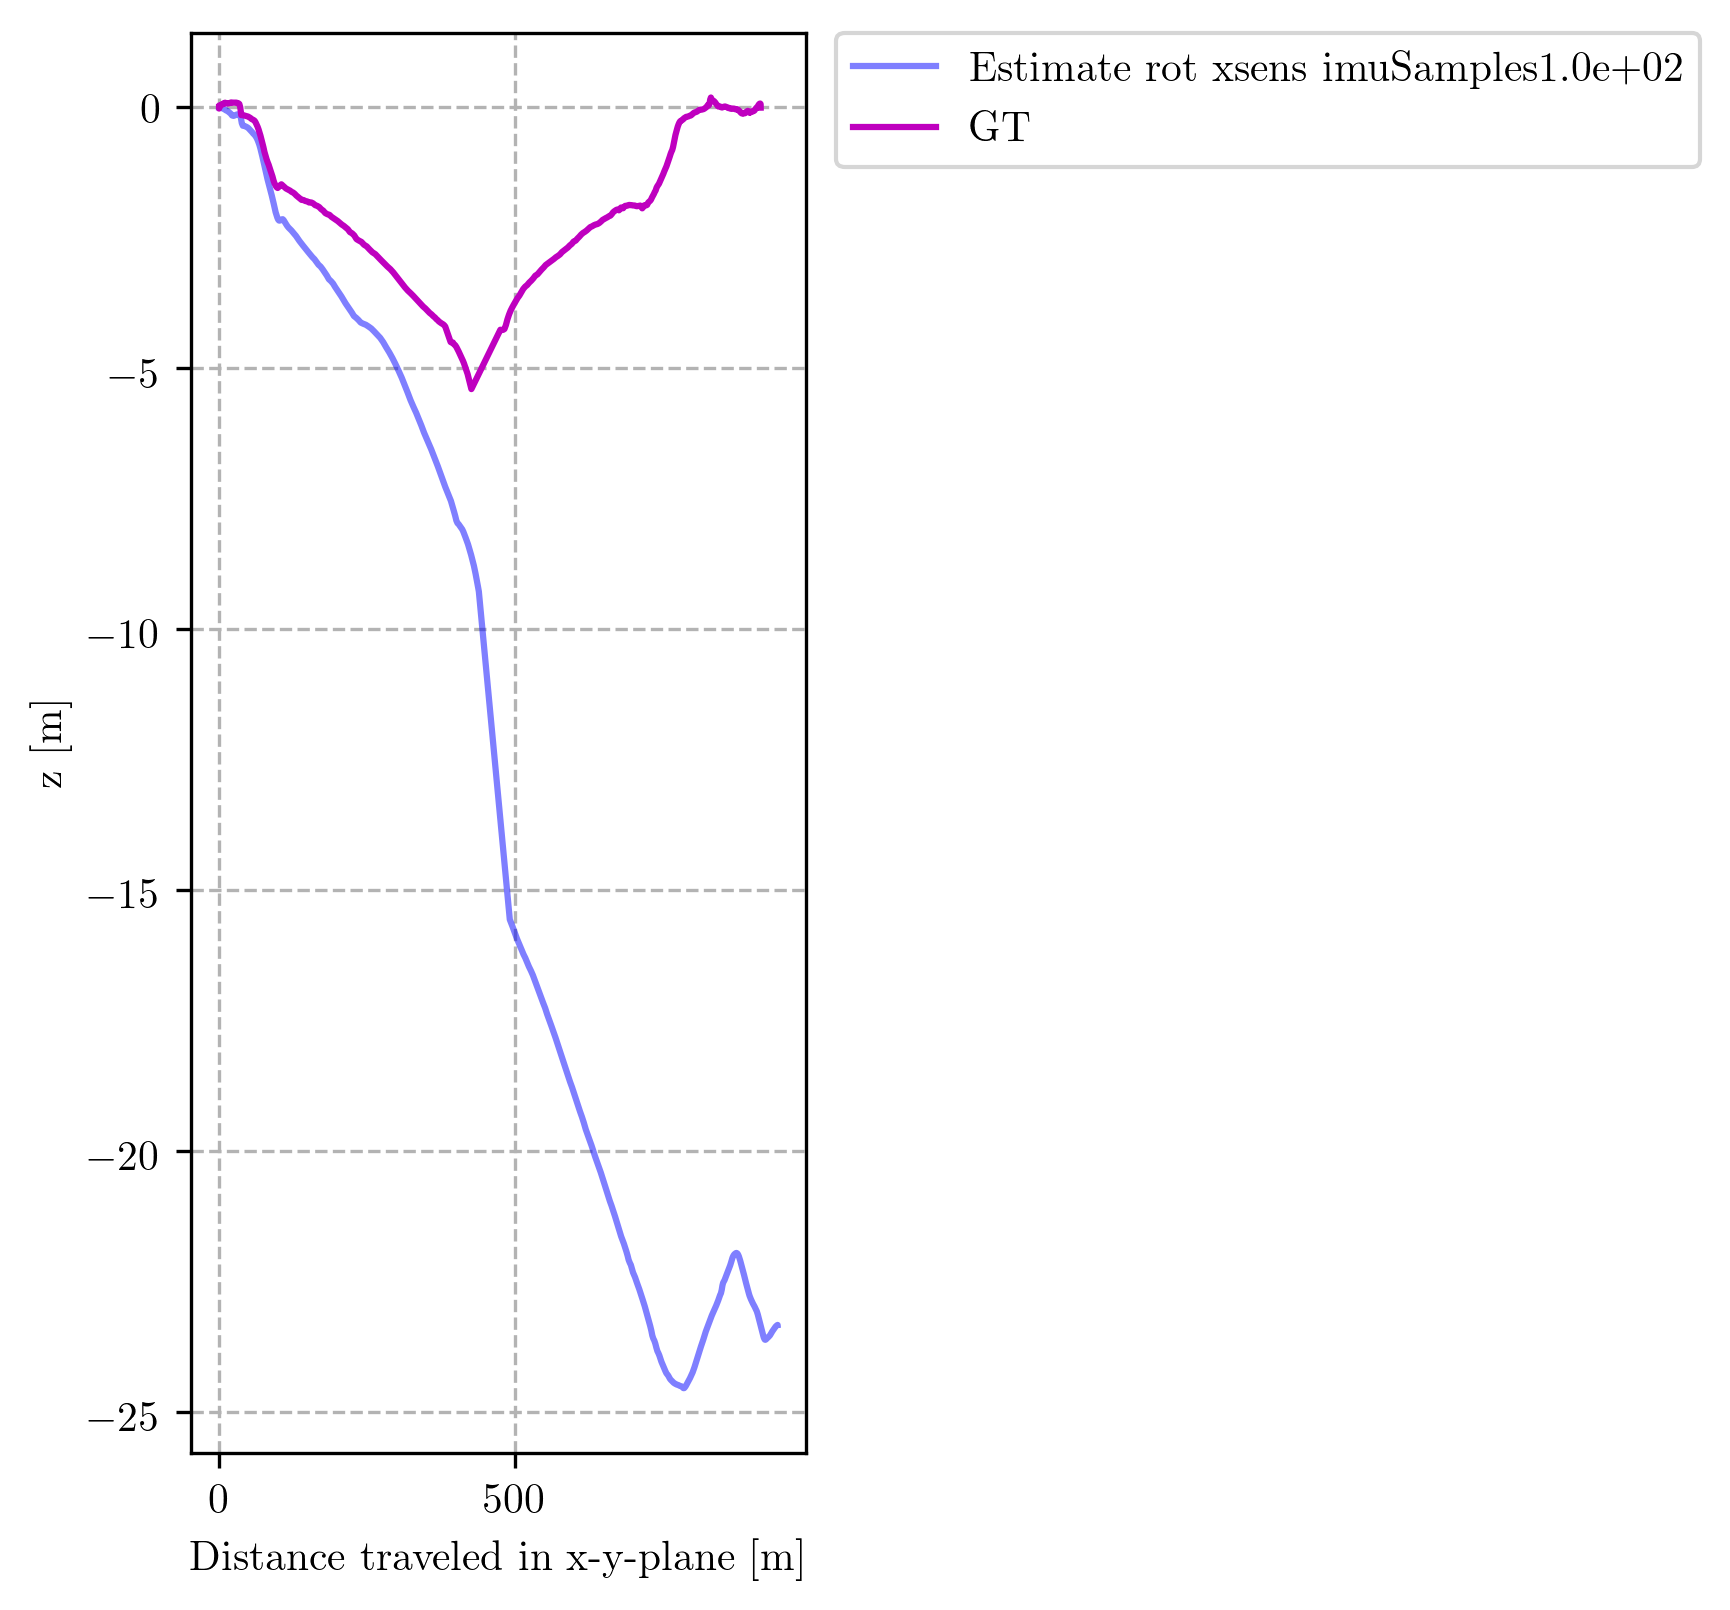 Estimate rot xsens imuSamples1.0e+02
GT
0
−5
−10
−15
−20
−25
z [m]
0 500
Distance traveled in x-y-plane [m]